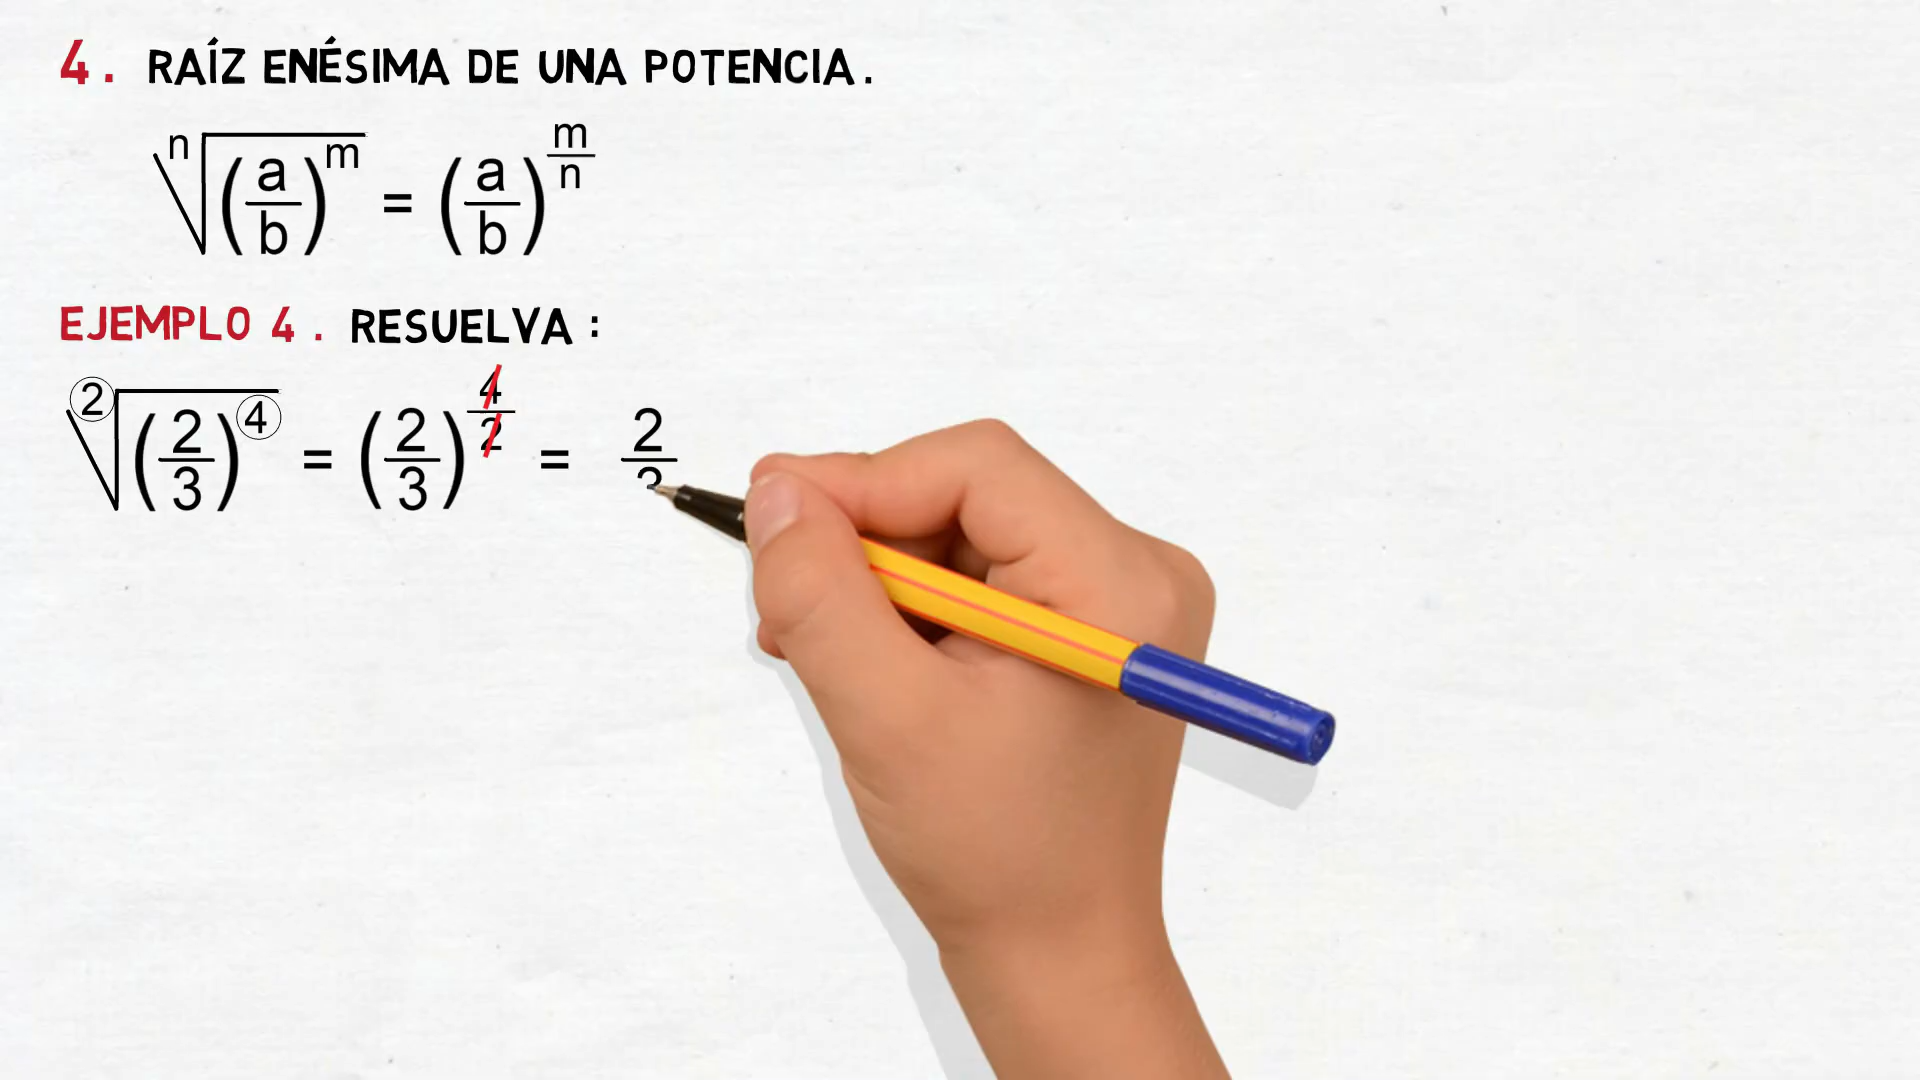 4. RAÍZ ENÉSIMA DE UNA POTENCIA.
n√(a/b)^m = (a/b)^m/n
EJEMPLO 4. RESUELVA:
2√(2/3)^4 = (2/3)^4/2 = 2/3